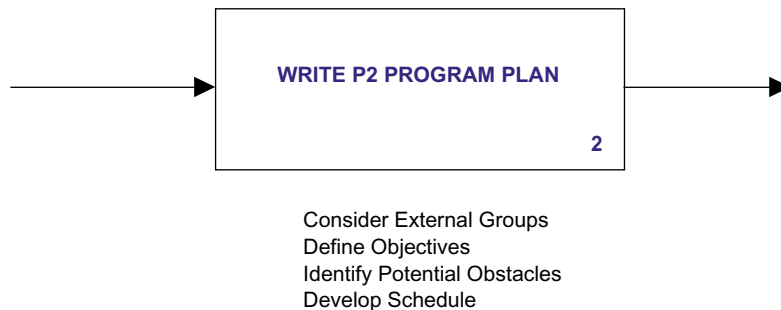 WRITE P2 PROGRAM PLAN
2
Consider External Groups
Define Objectives
Identify Potential Obstacles
Develop Schedule